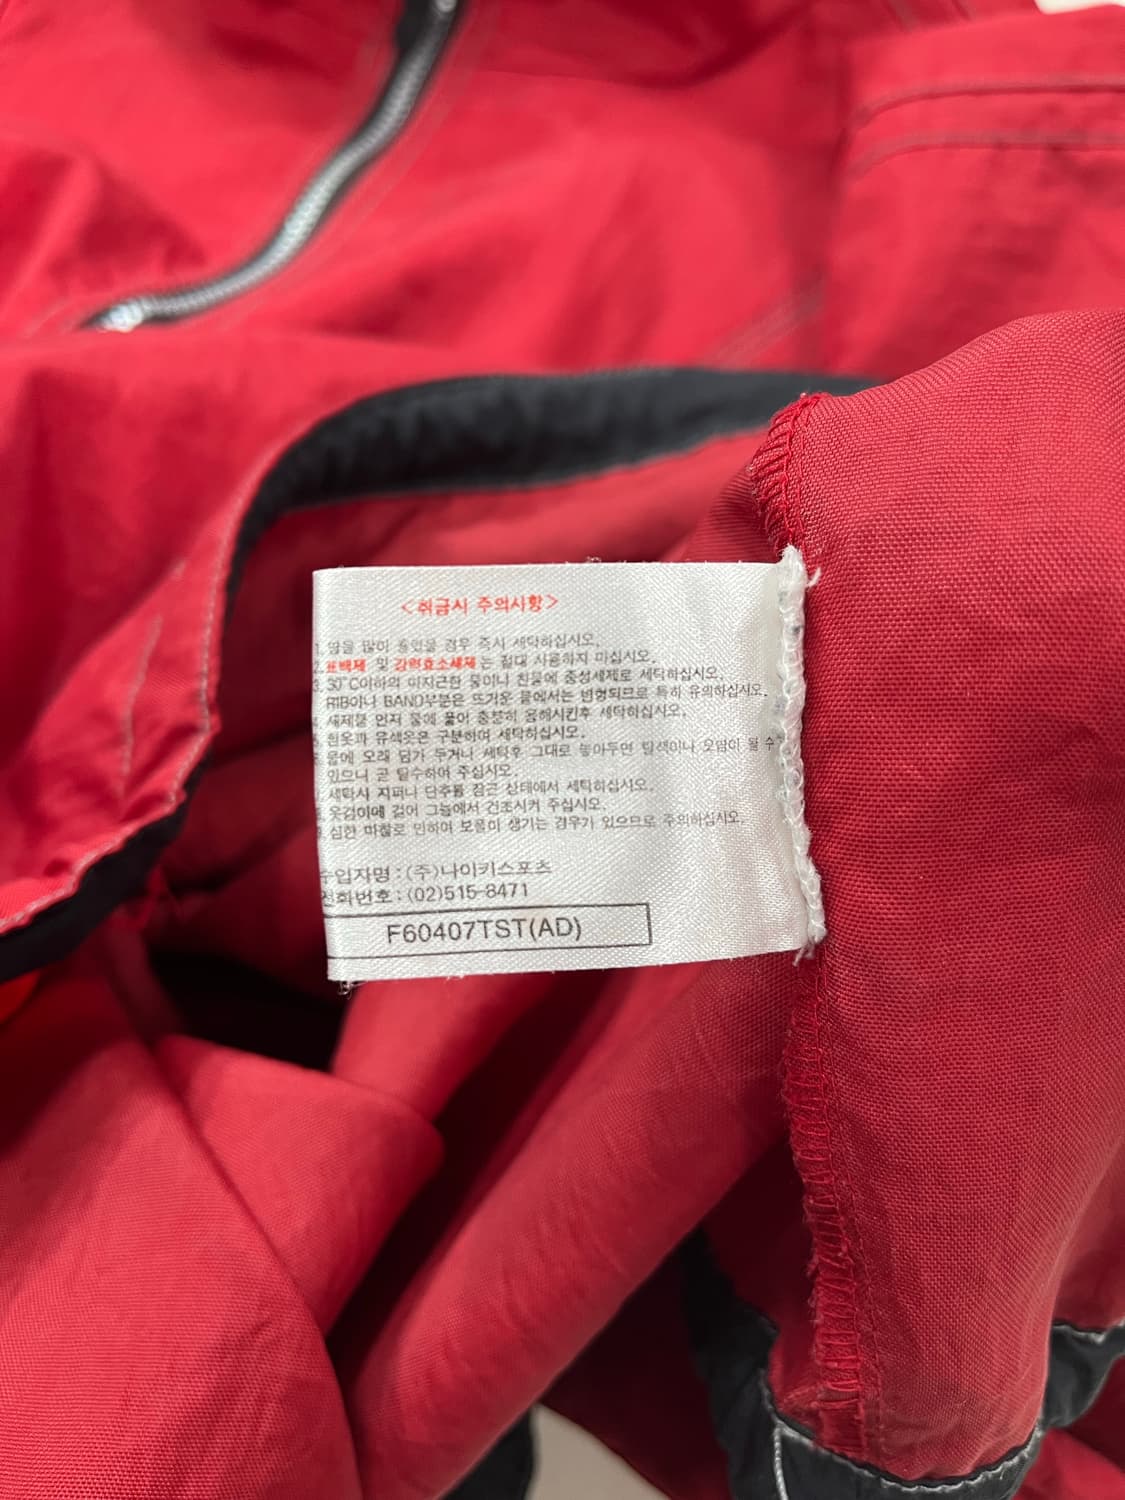 <취급시 주의사항>
1. 땀을 많이 흘렸을 경우 즉시 세탁하십시오.
2. 표백제 및 강력효소세제는 절대 사용하지 마십시오.
3. 30°C이하의 미지근한 물이나 찬물에 중성세제로 세탁하십시오.
RIB이나 BAND부분은 뜨거운 물에서는 변형되므로 특히 유의하십시오.
세제를 먼저 물에 풀어 충분히 용해시킨후 세탁하십시오.
흰옷과 유색옷은 구분하여 세탁하십시오.
물에 오래 담가 두거나 세탁후 그대로 놓아두면 탈색이나 오염이 될 수
있으니 곧 탈수하여 주십시오.
세탁시 지퍼나 단추를 잠근 상태에서 세탁하십시오.
옷걸이에 걸어 그늘에서 건조시켜 주십시오.
심한 마찰로 인하여 보풀이 생기는 경우가 있으므로 주의하십시오.
수입자명 : (주)나이키스포츠
전화번호 : (02)515-8471
F60407TST(AD)